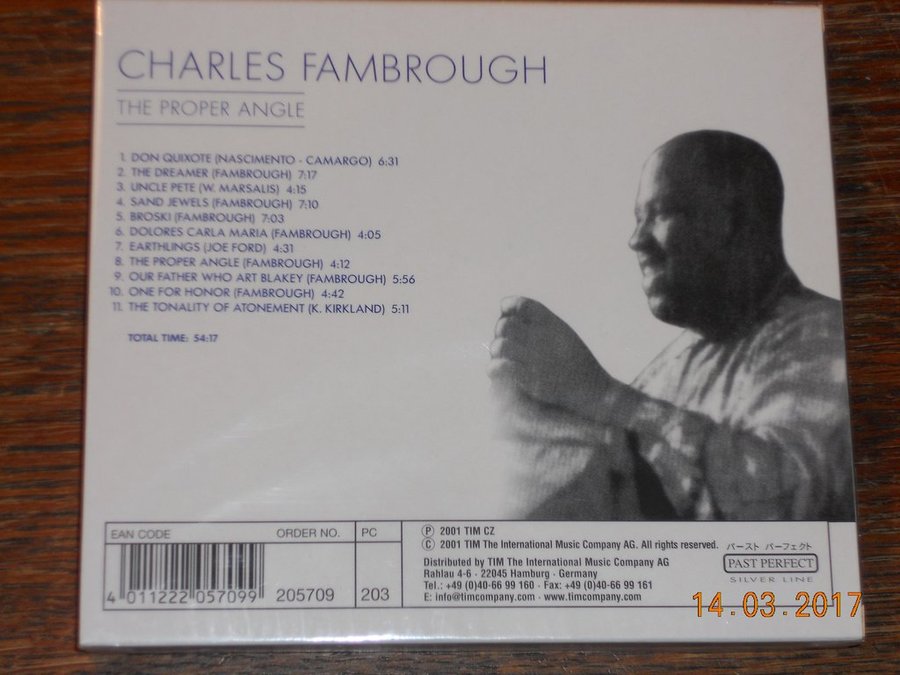 CHARLES FAMBROUGH
THE PROPER ANGLE
1. DON QUIXOTE (NASCIMENTO - CAMARGO) 6:31
2. THE DREAMER (FAMBROUGH) 7:17
3. UNCLE PETE (W. MARSALIS) 4:15
4. SAND JEWELS (FAMBROUGH) 7:10
5. BROSKI (FAMBROUGH) 7:03
6. DOLORES CARLA MARIA (FAMBROUGH) 4:05
7. EARTHLINGS (JOE FORD) 4:31
8. THE PROPER ANGLE (FAMBROUGH) 4:12
9. OUR FATHER WHO ART BLAKEY (FAMBROUGH) 5:56
10. ONE FOR HONOR (FAMBROUGH) 4:42
11. THE TONALITY OF ATONEMENT (K. KIRKLAND) 5:11
TOTAL TIME: 54:17
EAN CODE
4 011222 057099
ORDER NO.
205709
PC
203
Ⓟ 2001 TIM CZ
© 2001 TIM The International Music Company AG. All rights reserved.
Distributed by TIM The International Music Company AG
Rahlau 4-6 - 22045 Hamburg - Germany
Tel.: +49 (0)40-66 99 160 - Fax: +49 (0)40-66 99 161
E: info@timcompany.com - www.timcompany.com
パースト パーフェクト
PAST PERFECT
SILVER LINE
14.03.2017